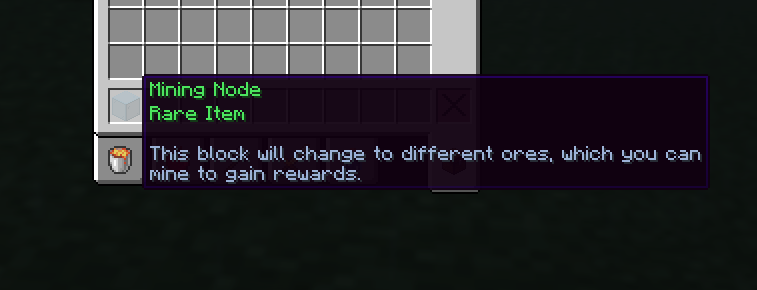 Mining Node
Rare Item
This block will change to different ores, which you can
mine to gain rewards.